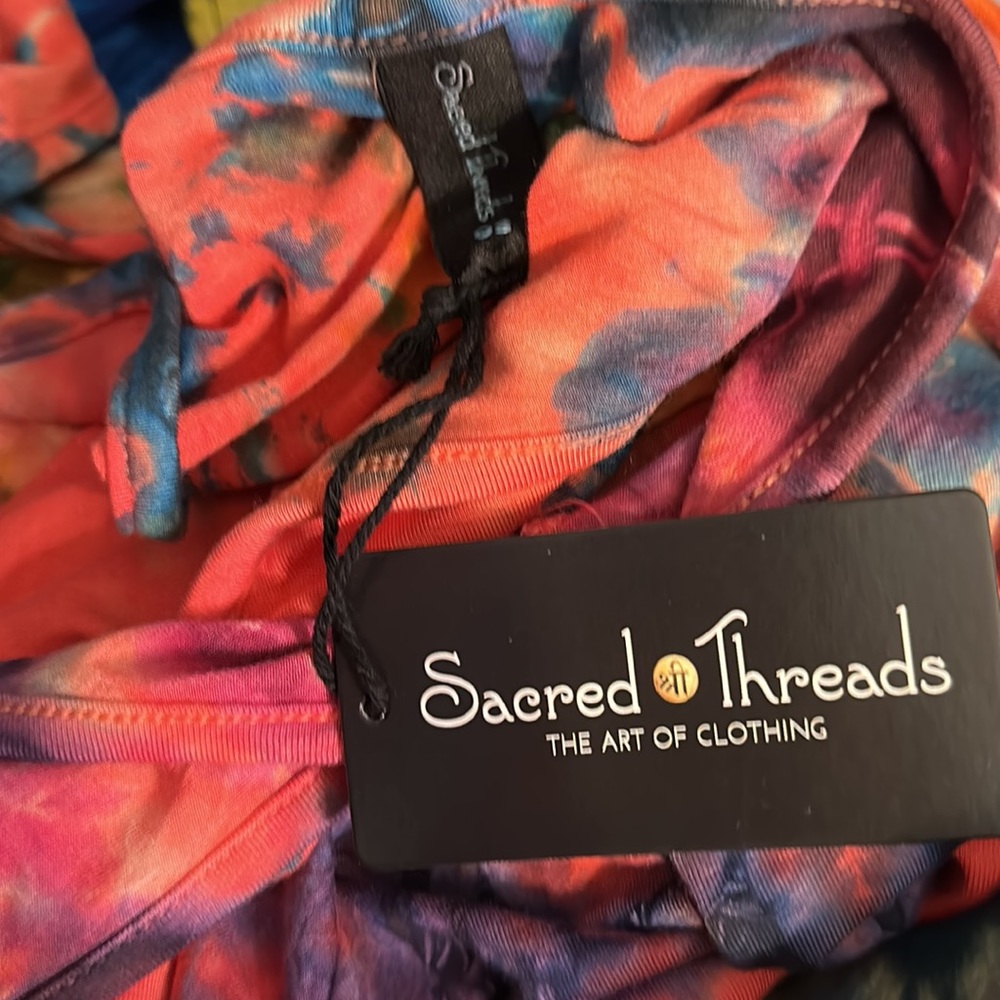 Sacred Threads
Sacred श्री Threads
THE ART OF CLOTHING